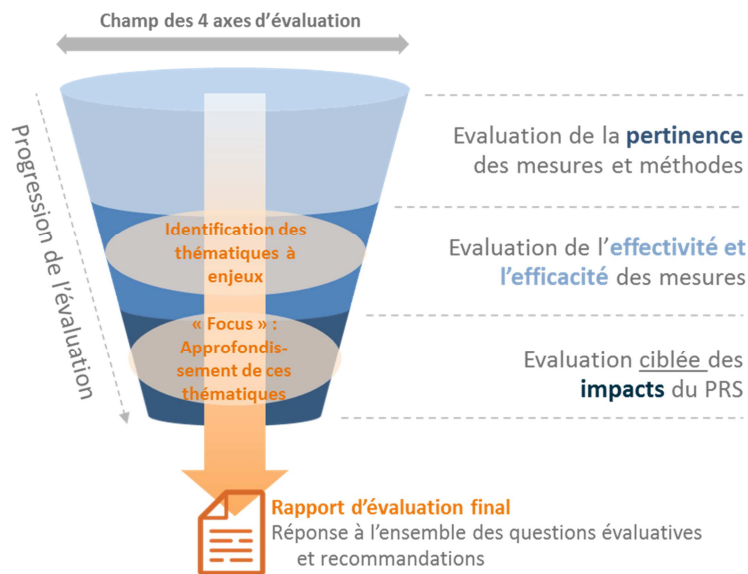 Champ des 4 axes d'évaluation
Progression de l'évaluation
Evaluation de la pertinence
des mesures et méthodes
Identification des
thématiques à
enjeux
Evaluation de l'effectivité et
l'efficacité des mesures
« Focus » :
Approfondis-
sement de ces
thématiques
Evaluation ciblée des
impacts du PRS
Rapport d'évaluation final
Réponse à l'ensemble des questions évaluatives
et recommandations